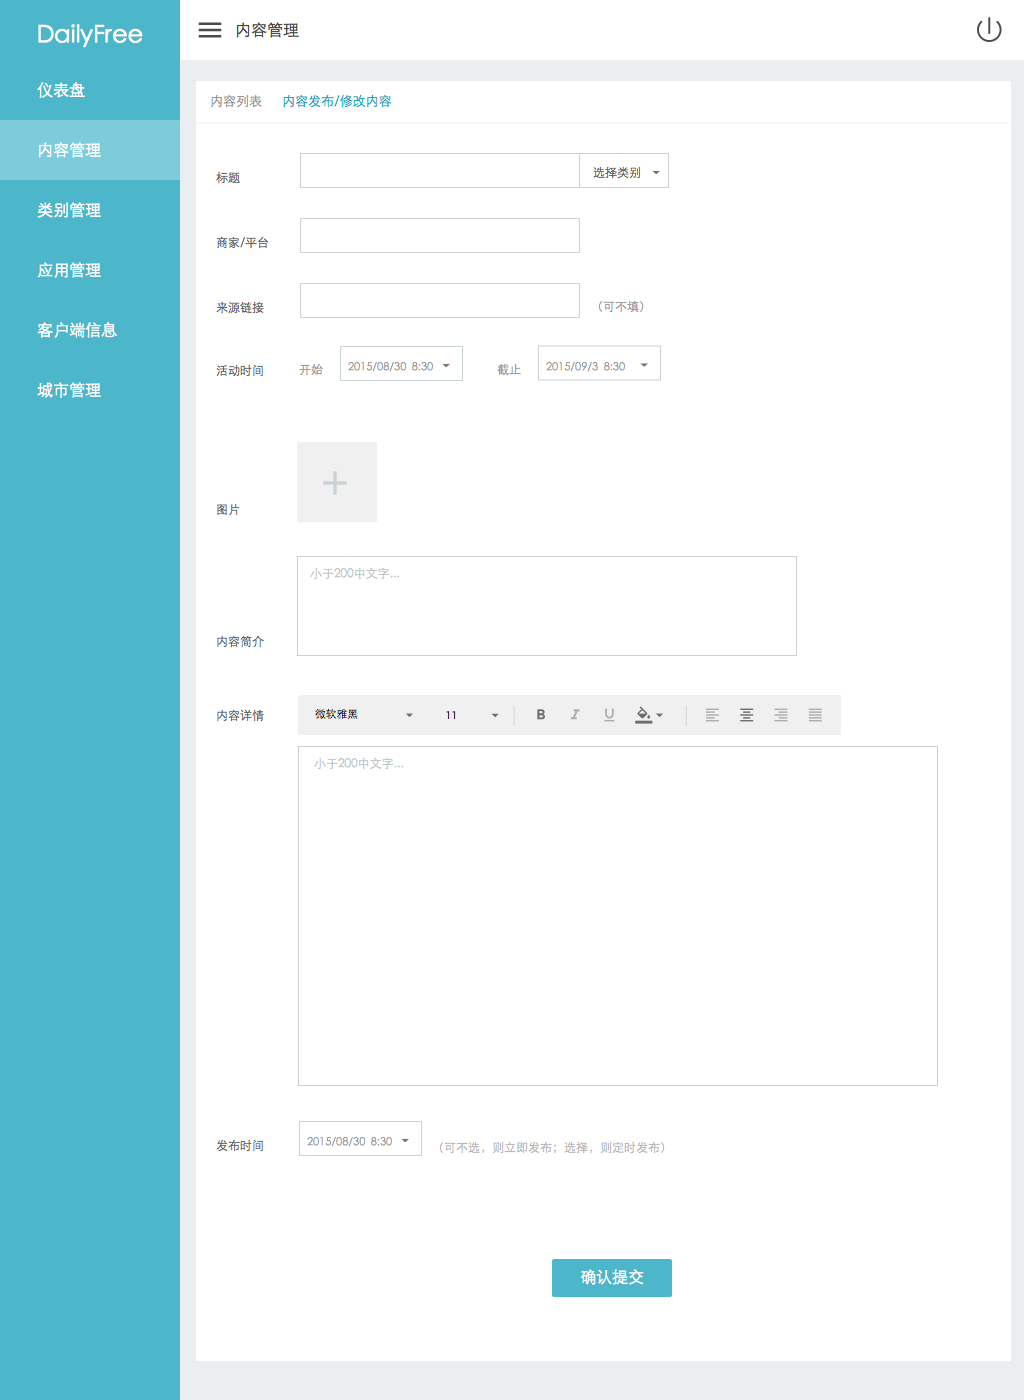 DailyFree
内容管理
仪表盘
内容管理
类别管理
应用管理
客户端信息
城市管理
内容列表 内容发布/修改内容
标题 选择类别
商家/平台
来源链接 （可不填）
活动时间 开始 2015/08/30 8:30 截止 2015/09/3 8:30
图片
小于200中文字...
内容简介
内容详情 微软雅黑 11 B I U
小于200中文字...
发布时间 2015/08/30 8:30 （可不选，则立即发布；选择，则定时发布）
确认提交